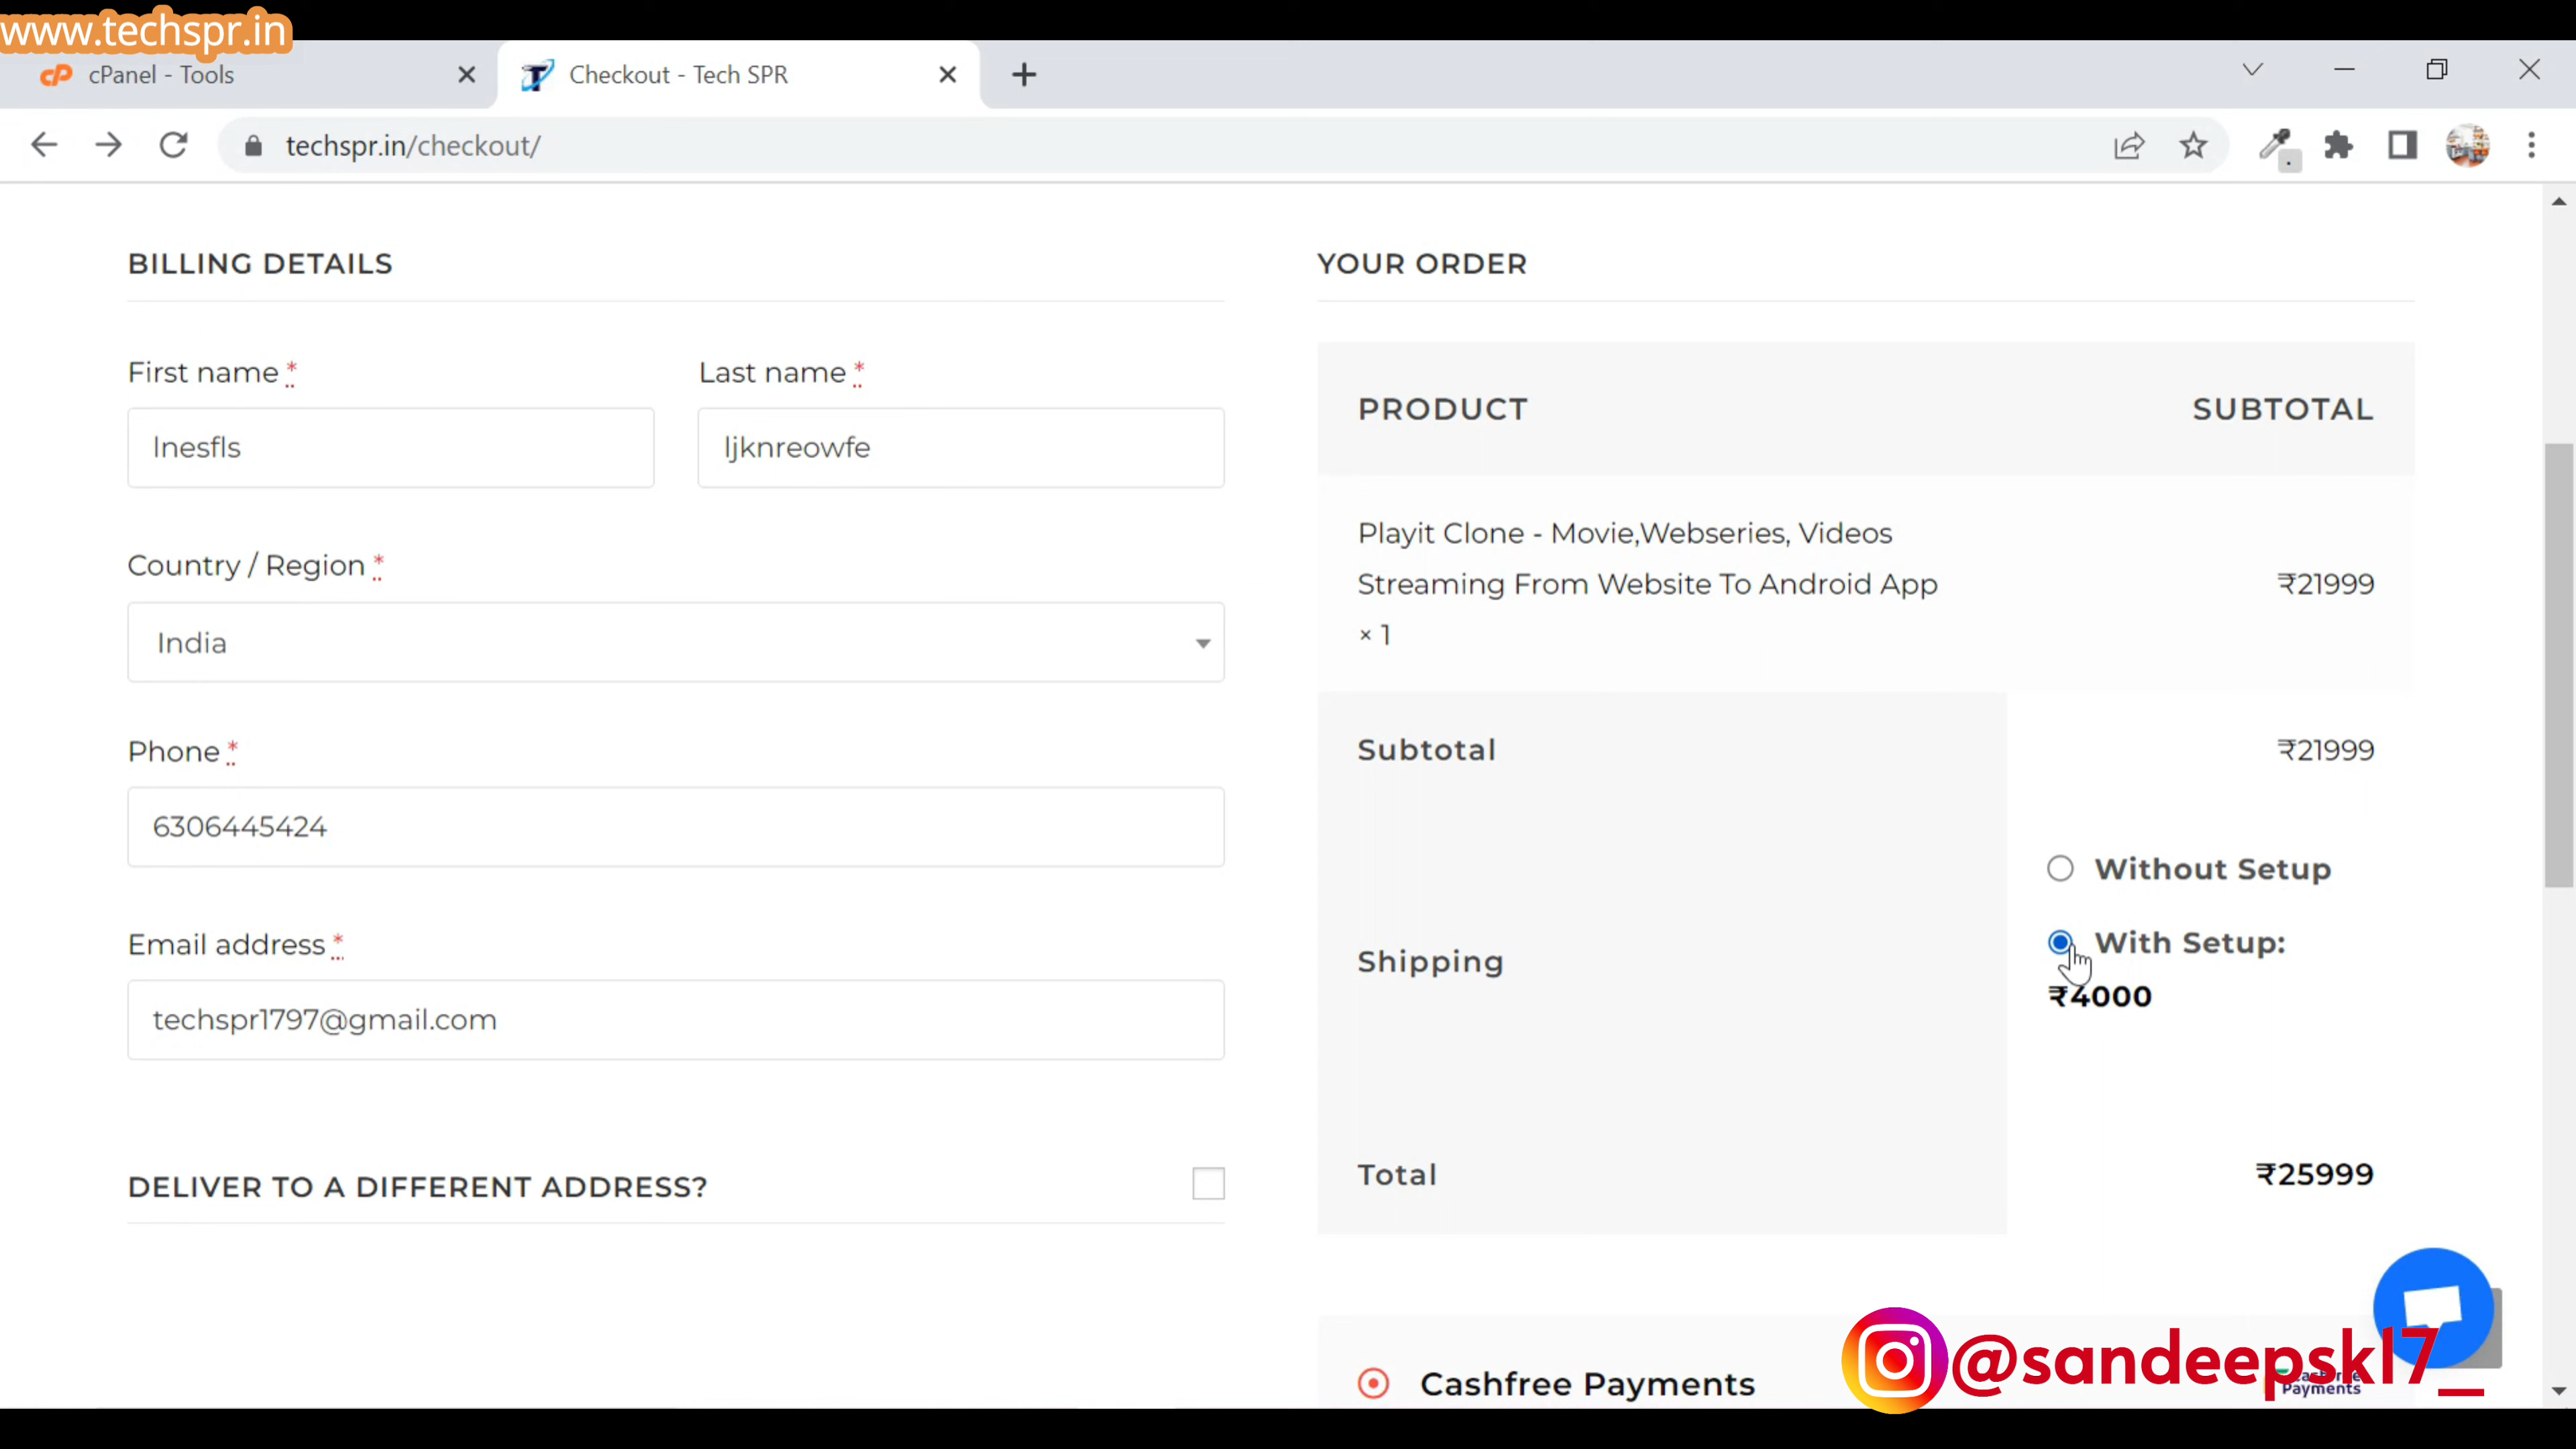 www.techspr.in
cPanel - Tools
Checkout - Tech SPR
techspr.in/checkout/
BILLING DETAILS
First name *
Last name *
lnesfls
ljknreowfe
Country / Region *
India
Phone *
6306445424
Email address *
techspr1797@gmail.com
DELIVER TO A DIFFERENT ADDRESS?
YOUR ORDER
PRODUCT SUBTOTAL
Playit Clone - Movie,Webseries, Videos
Streaming From Website To Android App
× 1
₹21999
Subtotal ₹21999
Shipping
Without Setup
With Setup:
₹4000
Total ₹25999
Cashfree Payments
Payments